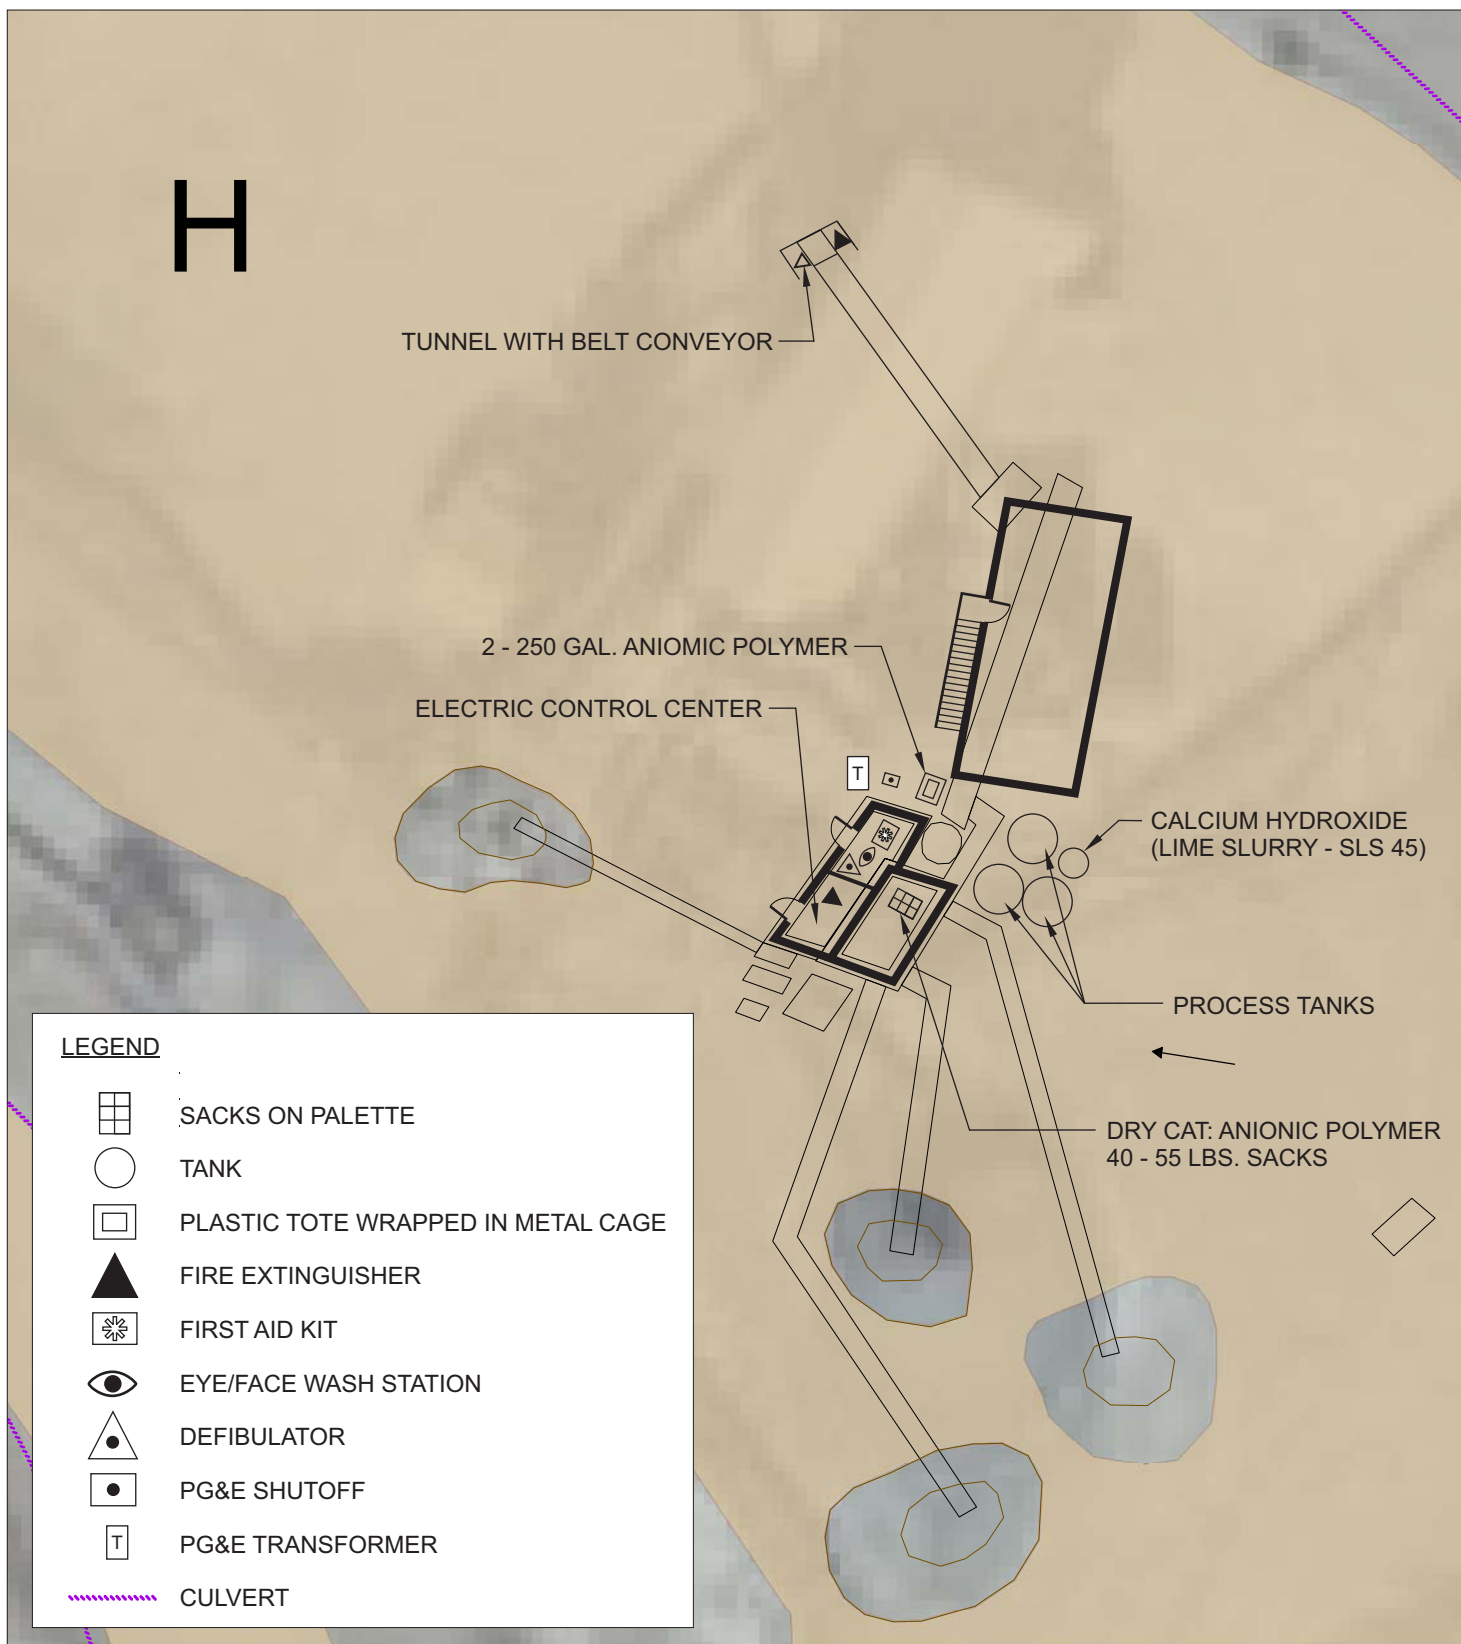 H
TUNNEL WITH BELT CONVEYOR
2 - 250 GAL. ANIOMIC POLYMER
ELECTRIC CONTROL CENTER
T
CALCIUM HYDROXIDE
(LIME SLURRY - SLS 45)
PROCESS TANKS
DRY CAT: ANIONIC POLYMER
40 - 55 LBS. SACKS
LEGEND
SACKS ON PALETTE
TANK
PLASTIC TOTE WRAPPED IN METAL CAGE
FIRE EXTINGUISHER
FIRST AID KIT
EYE/FACE WASH STATION
DEFIBULATOR
PG&E SHUTOFF
T PG&E TRANSFORMER
CULVERT